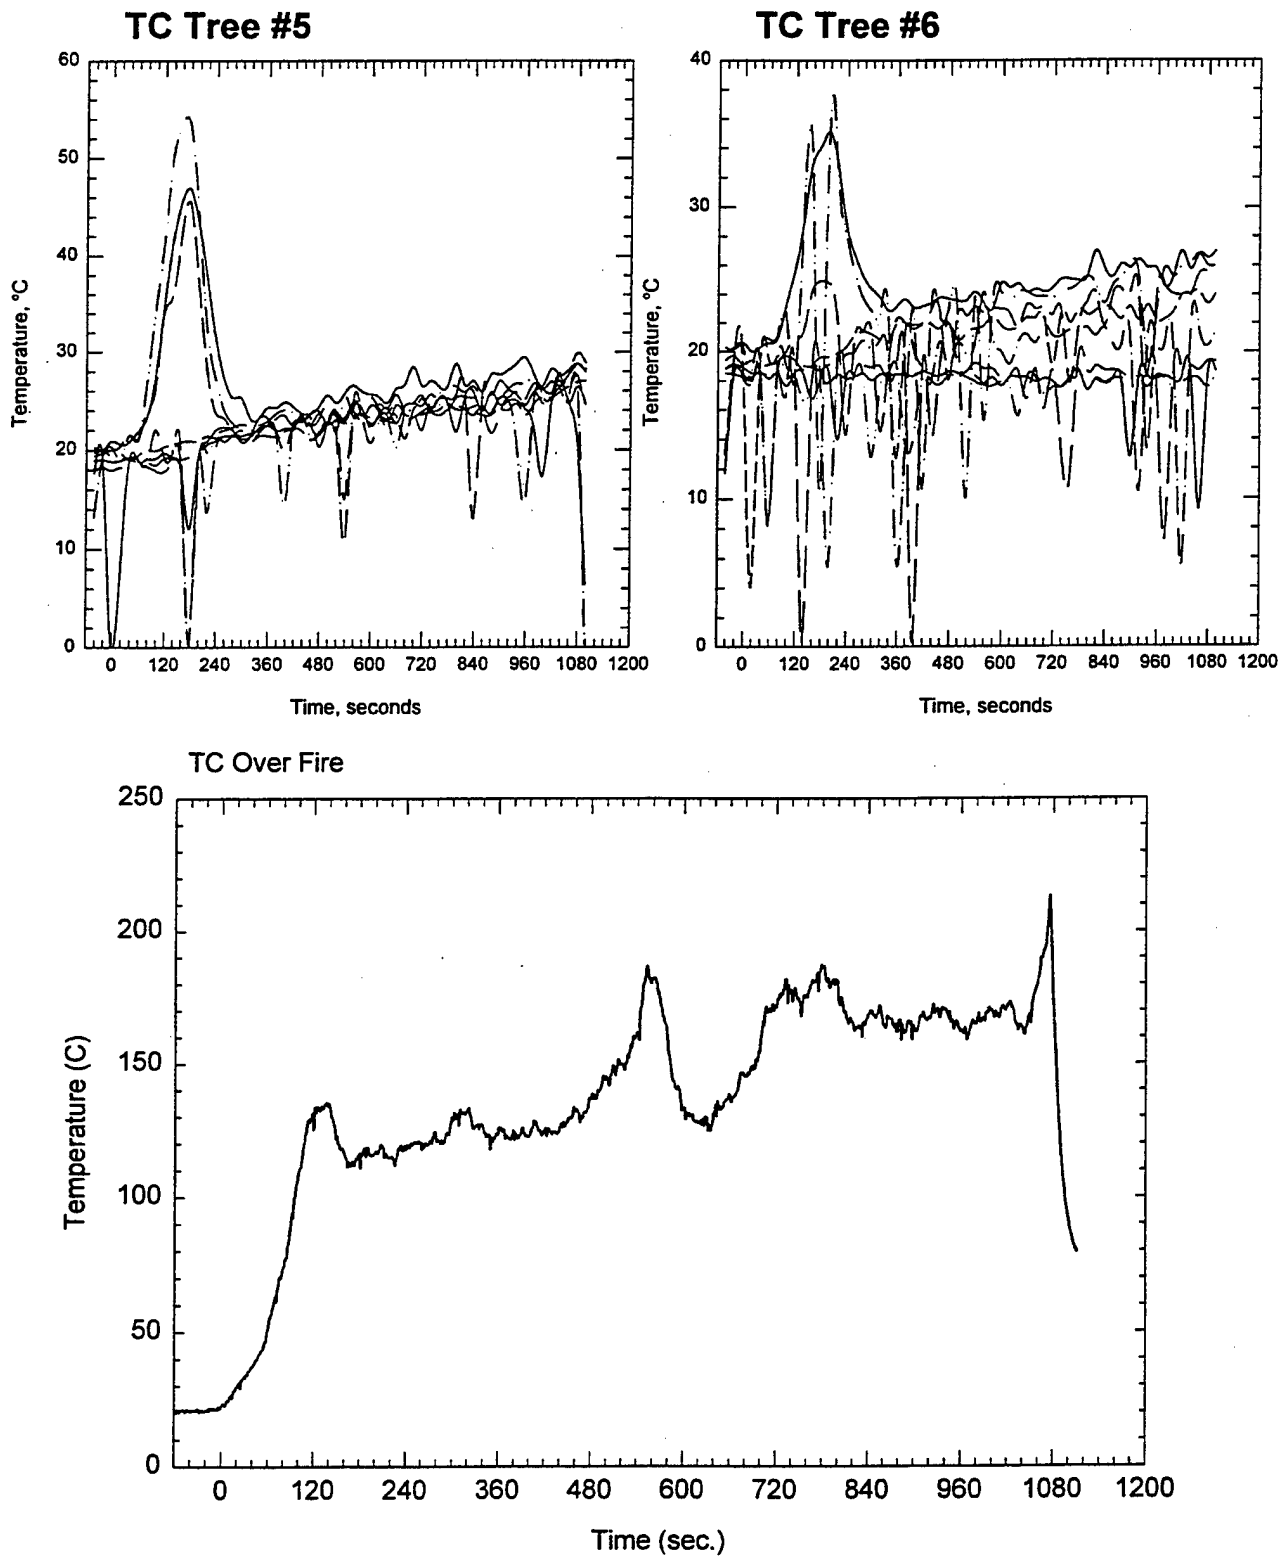 TC Tree #5
TC Tree #6
60
50
40
30
20
10
0
Temperature, °C
0 120 240 360 480 600 720 840 960 1080 1200
Time, seconds
40
30
20
10
0
Temperature, °C
0 120 240 360 480 600 720 840 960 1080 1200
Time, seconds
TC Over Fire
250
200
150
100
50
0
Temperature (C)
0 120 240 360 480 600 720 840 960 1080 1200
Time (sec.)